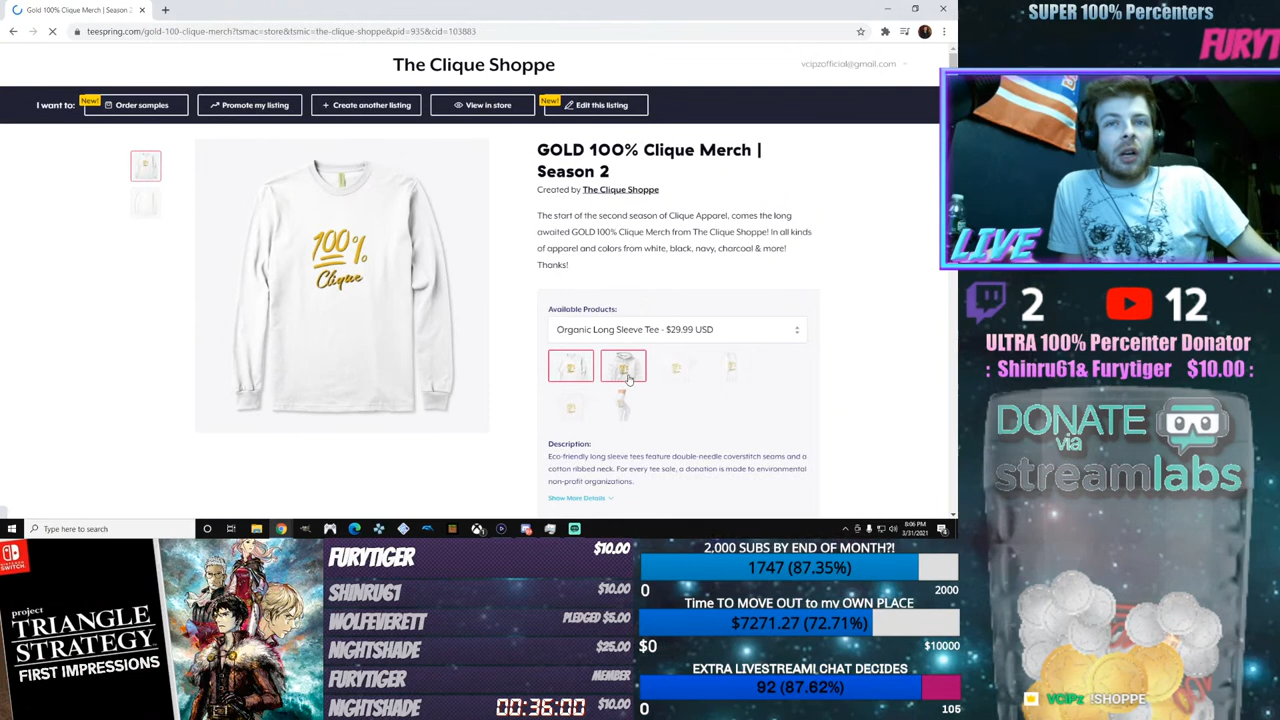 Gold 100% Clique Merch | Season 2
teespring.com/gold-100-clique-merch?tsmac=store&tsmic=the-clique-shoppe&pid=935&cid=103883
The Clique Shoppe
vcipzofficial@gmail.com
I want to:
New!
Order samples
Promote my listing
+ Create another listing
View in store
New!
Edit this listing
100%
Clique
GOLD 100% Clique Merch |
Season 2
Created by The Clique Shoppe
The start of the second season of Clique Apparel, comes the long
awaited GOLD 100% Clique Merch from The Clique Shoppe! In all kinds
of apparel and colors from white, black, navy, charcoal & more!
Thanks!
Available Products:
Organic Long Sleeve Tee - $29.99 USD
Description:
Eco-friendly long sleeve tees feature double-needle coverstitch seams and a
cotton ribbed neck. For every tee sale, a donation is made to environmental
non-profit organizations.
Show More Details
Type here to search
8:06 PM
3/31/2021
SUPER 100% Percenters
FURYT
LIVE
2
12
ULTRA 100% Percenter Donator
: Shinru61& Furytiger $10.00 :
DONATE
via
streamlabs
VCIPZ !SHOPPE
project
TRIANGLE
STRATEGY
FIRST IMPRESSIONS
FURYTIGER $10.00
SHINRU61 $10.00
WOLFEVERETT PLEDGED $5.00
NIGHTSHADE $25.00
FURYTIGER MEMBER
NIGHTSHADE 00:36:00 $10.00
2,000 SUBS BY END OF MONTH?!
1747 (87.35%)
0 2000
Time TO MOVE OUT to my OWN PLACE
$7271.27 (72.71%)
$0 $10000
EXTRA LIVESTREAM! CHAT DECIDES
92 (87.62%)
0 105